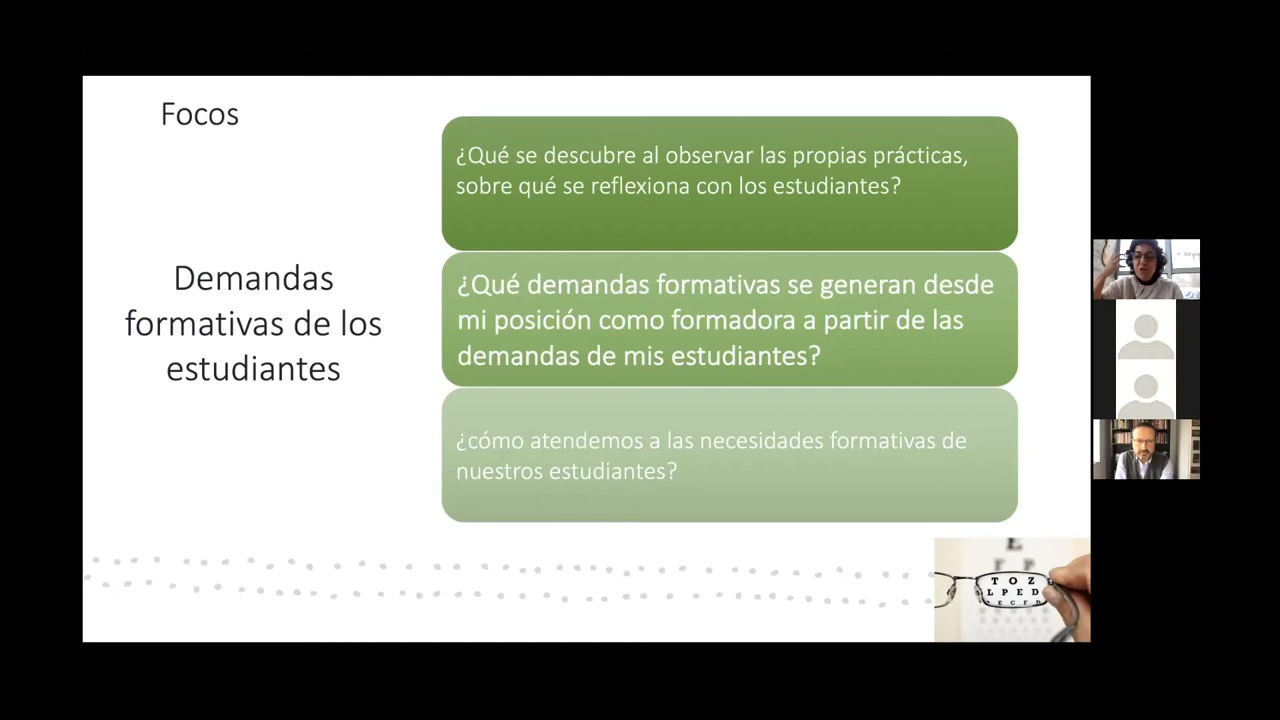 Focos
Demandas
formativas de los
estudiantes
¿Qué se descubre al observar las propias prácticas,
sobre qué se reflexiona con los estudiantes?
¿Qué demandas formativas se generan desde
mi posición como formadora a partir de las
demandas de mis estudiantes?
¿cómo atendemos a las necesidades formativas de
nuestros estudiantes?
E
F P
T O Z
L P E D
E C F D